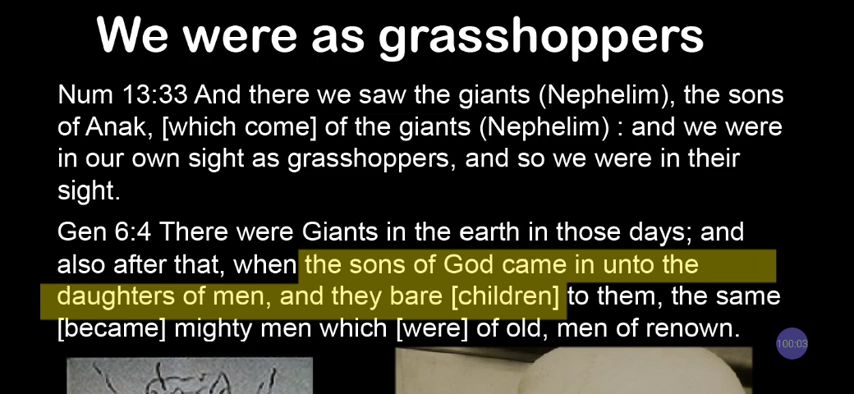 We were as grasshoppers
Num 13:33 And there we saw the giants (Nephelim), the sons
of Anak, [which come] of the giants (Nephelim) : and we were
in our own sight as grasshoppers, and so we were in their
sight.
Gen 6:4 There were Giants in the earth in those days; and
also after that, when the sons of God came in unto the
daughters of men, and they bare [children] to them, the same
[became] mighty men which [were] of old, men of renown.
100:03